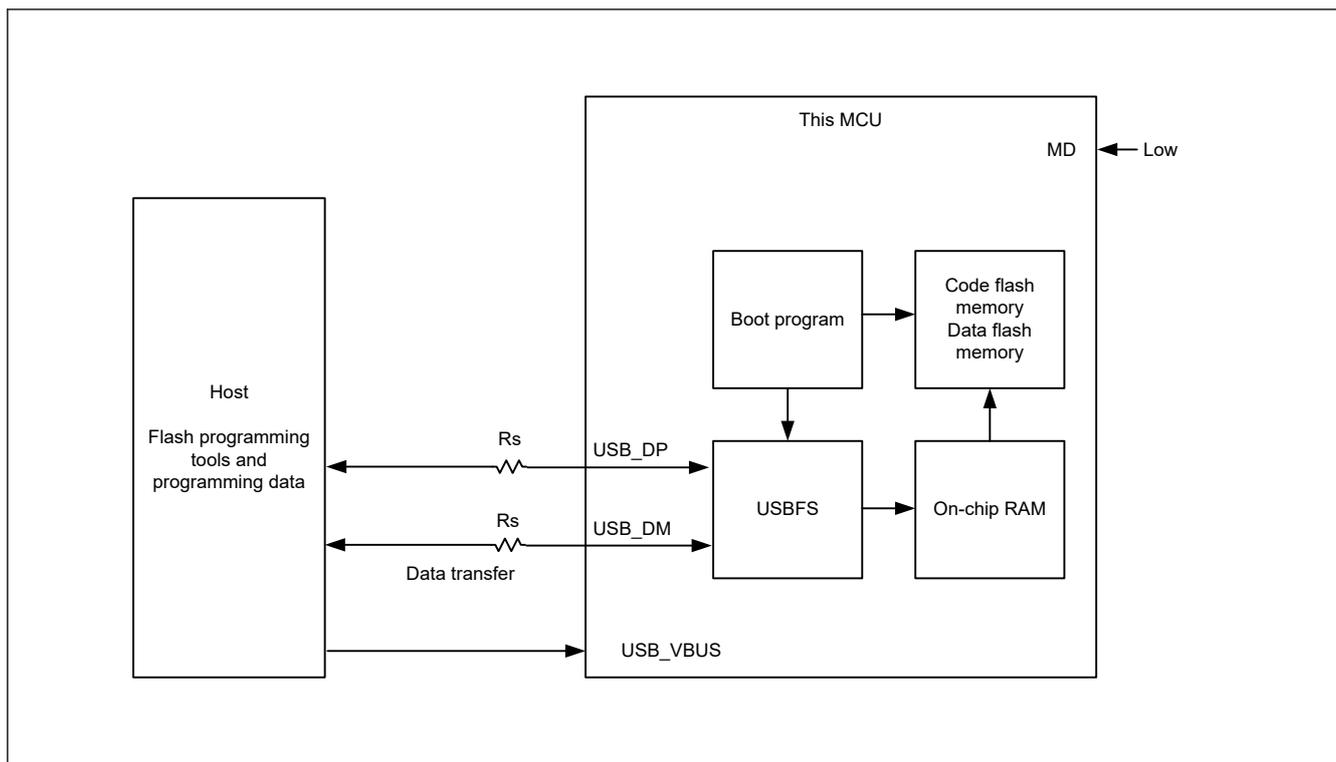 This MCU
MD
Low
Boot program
Code flash
memory
Data flash
memory
Host
Flash programming
tools and
programming data
Rs
USB_DP
USBFS
On-chip RAM
Rs
USB_DM
Data transfer
USB_VBUS